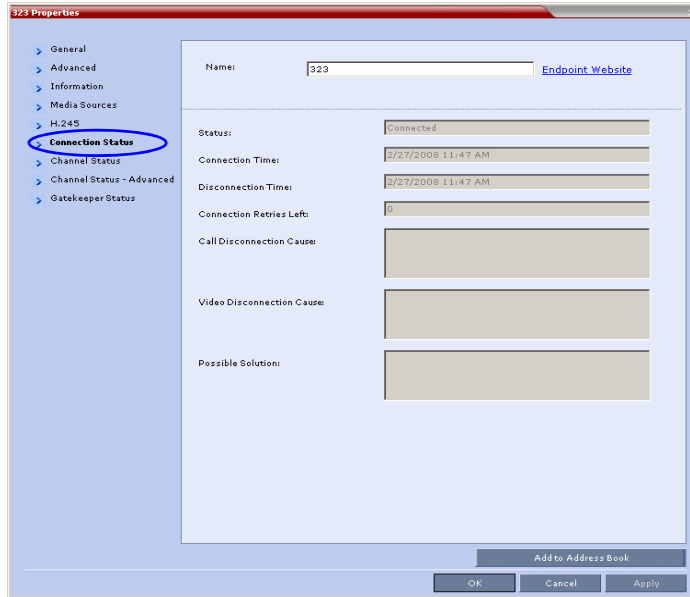 323 Properties
General
Advanced
Information
Media Sources
H.245
Connection Status
Channel Status
Channel Status - Advanced
Gatekeeper Status
Name: 323 Endpoint Website
Status: Connected
Connection Time: 2/27/2008 11:47 AM
Disconnection Time: 2/27/2008 11:47 AM
Connection Retries Left: 0
Call Disconnection Cause:
Video Disconnection Cause:
Possible Solution:
Add to Address Book
OK Cancel Apply